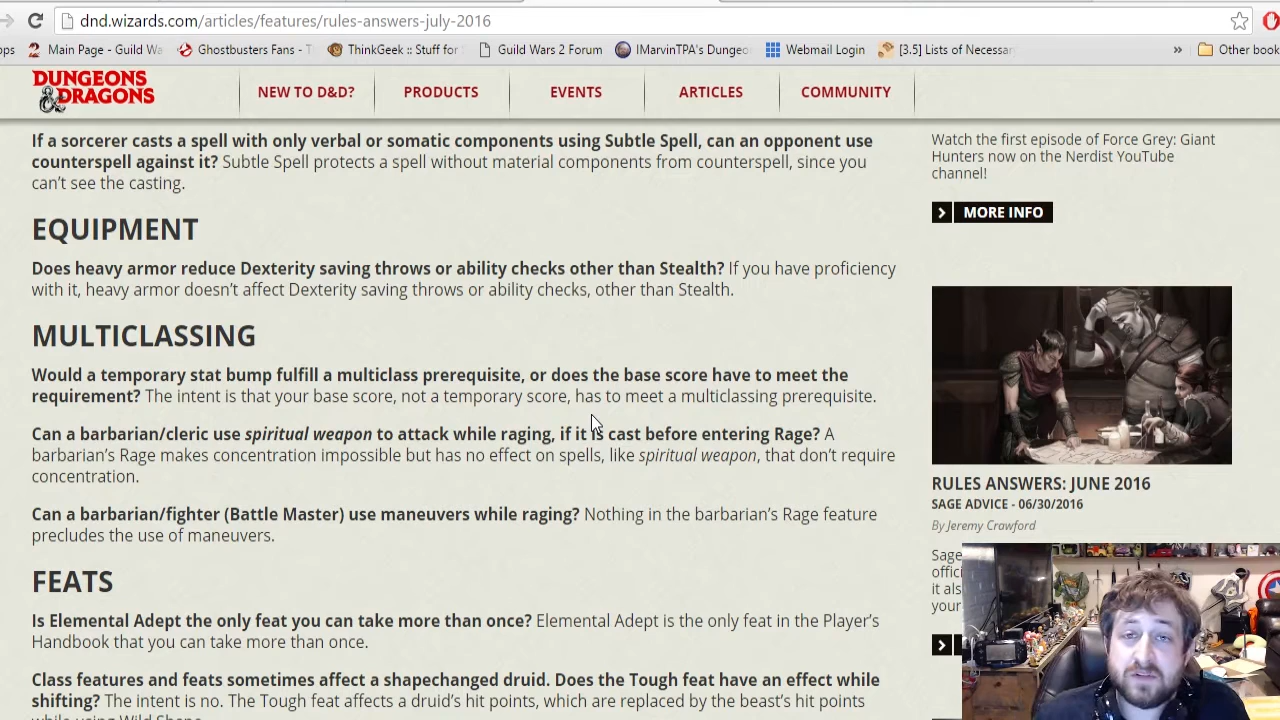 dnd.wizards.com/articles/features/rules-answers-july-2016
Main Page - Guild Wa
Ghostbusters Fans - T
ThinkGeek :: Stuff for
Guild Wars 2 Forum
IMarvinTPA's Dungeo
Webmail Login
[3.5] Lists of Necessar
»
Other book
DUNGEONS
& DRAGONS
NEW TO D&D?
PRODUCTS
EVENTS
ARTICLES
COMMUNITY
If a sorcerer casts a spell with only verbal or somatic components using Subtle Spell, can an opponent use
counterspell against it? Subtle Spell protects a spell without material components from counterspell, since you
can't see the casting.
EQUIPMENT
Does heavy armor reduce Dexterity saving throws or ability checks other than Stealth? If you have proficiency
with it, heavy armor doesn't affect Dexterity saving throws or ability checks, other than Stealth.
MULTICLASSING
Would a temporary stat bump fulfill a multiclass prerequisite, or does the base score have to meet the
requirement? The intent is that your base score, not a temporary score, has to meet a multiclassing prerequisite.
Can a barbarian/cleric use spiritual weapon to attack while raging, if it is cast before entering Rage? A
barbarian's Rage makes concentration impossible but has no effect on spells, like spiritual weapon, that don't require
concentration.
Can a barbarian/fighter (Battle Master) use maneuvers while raging? Nothing in the barbarian's Rage feature
precludes the use of maneuvers.
FEATS
Is Elemental Adept the only feat you can take more than once? Elemental Adept is the only feat in the Player's
Handbook that you can take more than once.
Class features and feats sometimes affect a shapechanged druid. Does the Tough feat have an effect while
shifting? The intent is no. The Tough feat affects a druid's hit points, which are replaced by the beast's hit points
while using Wild Shape.
Watch the first episode of Force Grey: Giant
Hunters now on the Nerdist YouTube
channel!
MORE INFO
RULES ANSWERS: JUNE 2016
SAGE ADVICE - 06/30/2016
By Jeremy Crawford
Sage
offici
it als
your